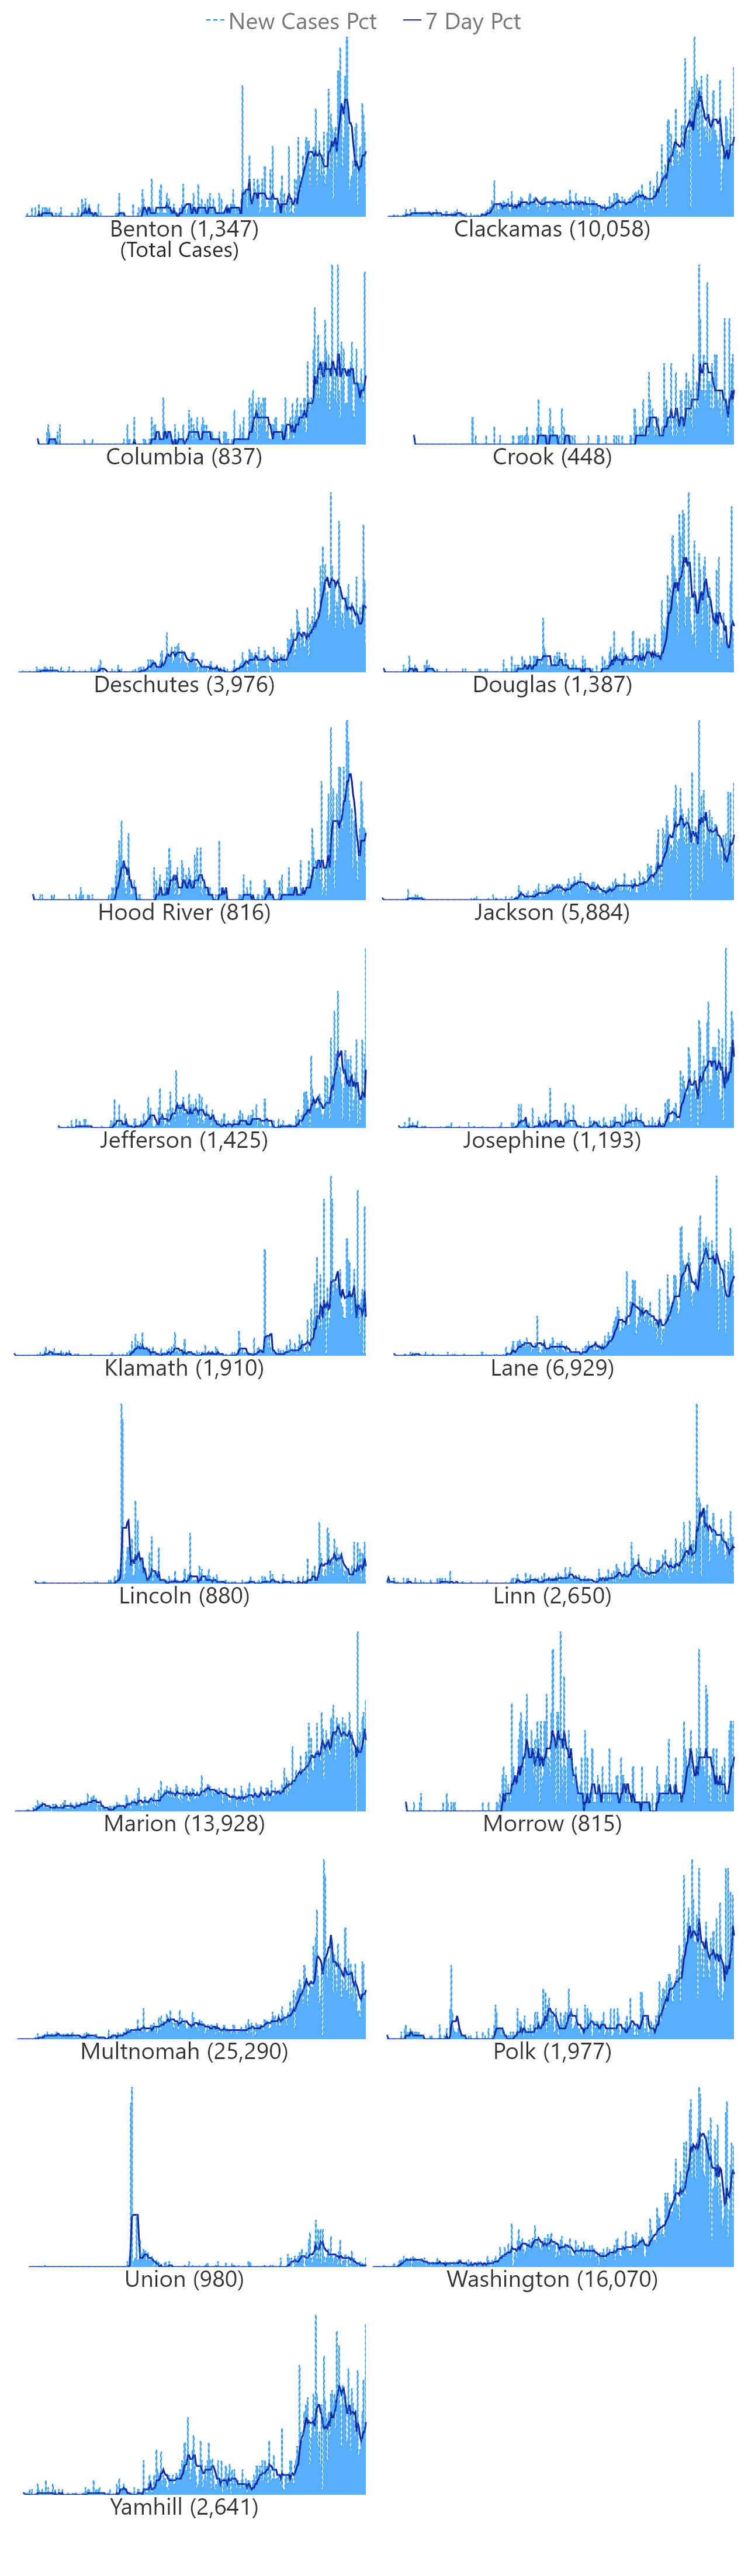 New Cases Pct 7 Day Pct
Benton (1,347)
(Total Cases)
Clackamas (10,058)
Columbia (837)
Crook (448)
Deschutes (3,976)
Douglas (1,387)
Hood River (816)
Jackson (5,884)
Jefferson (1,425)
Josephine (1,193)
Klamath (1,910)
Lane (6,929)
Lincoln (880)
Linn (2,650)
Marion (13,928)
Morrow (815)
Multnomah (25,290)
Polk (1,977)
Union (980)
Washington (16,070)
Yamhill (2,641)